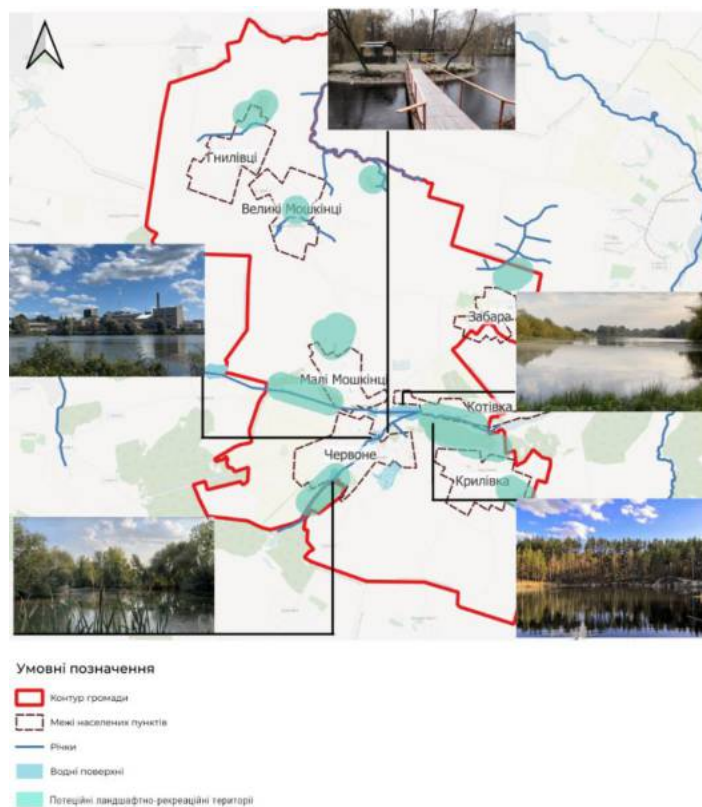 Гнилівці
Великі Мошкінці
Забара
Малі Мошкінці
Котівка
Червоне
Крилівка
Умовні позначення
Контур громади
Межі населених пунктів
Річки
Водні поверхні
Потеційні ландшафтно-рекреаційні території